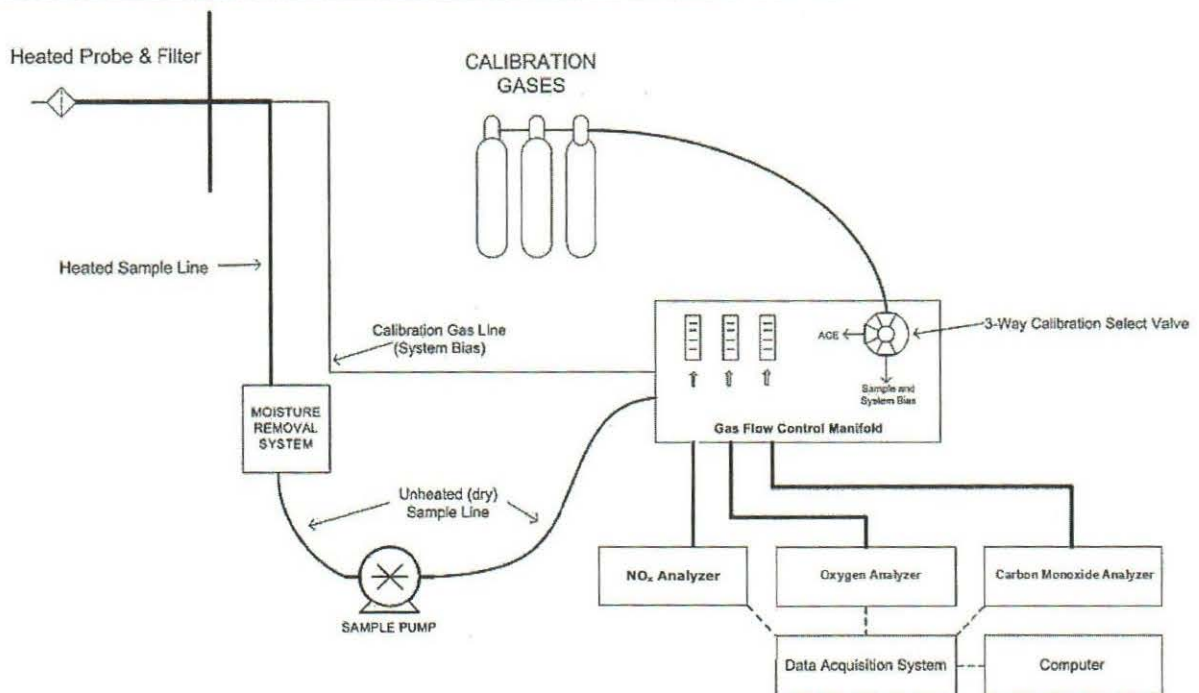 Heated Probe & Filter
CALIBRATION
GASES
Heated Sample Line
Calibration Gas Line
(System Bias)
ACE
3-Way Calibration Select Valve
Sample and
System Bias
Gas Flow Control Manifold
MOISTURE
REMOVAL
SYSTEM
Unheated (dry)
Sample Line
SAMPLE PUMP
NOₓ Analyzer
Oxygen Analyzer
Carbon Monoxide Analyzer
Data Acquisition System
Computer